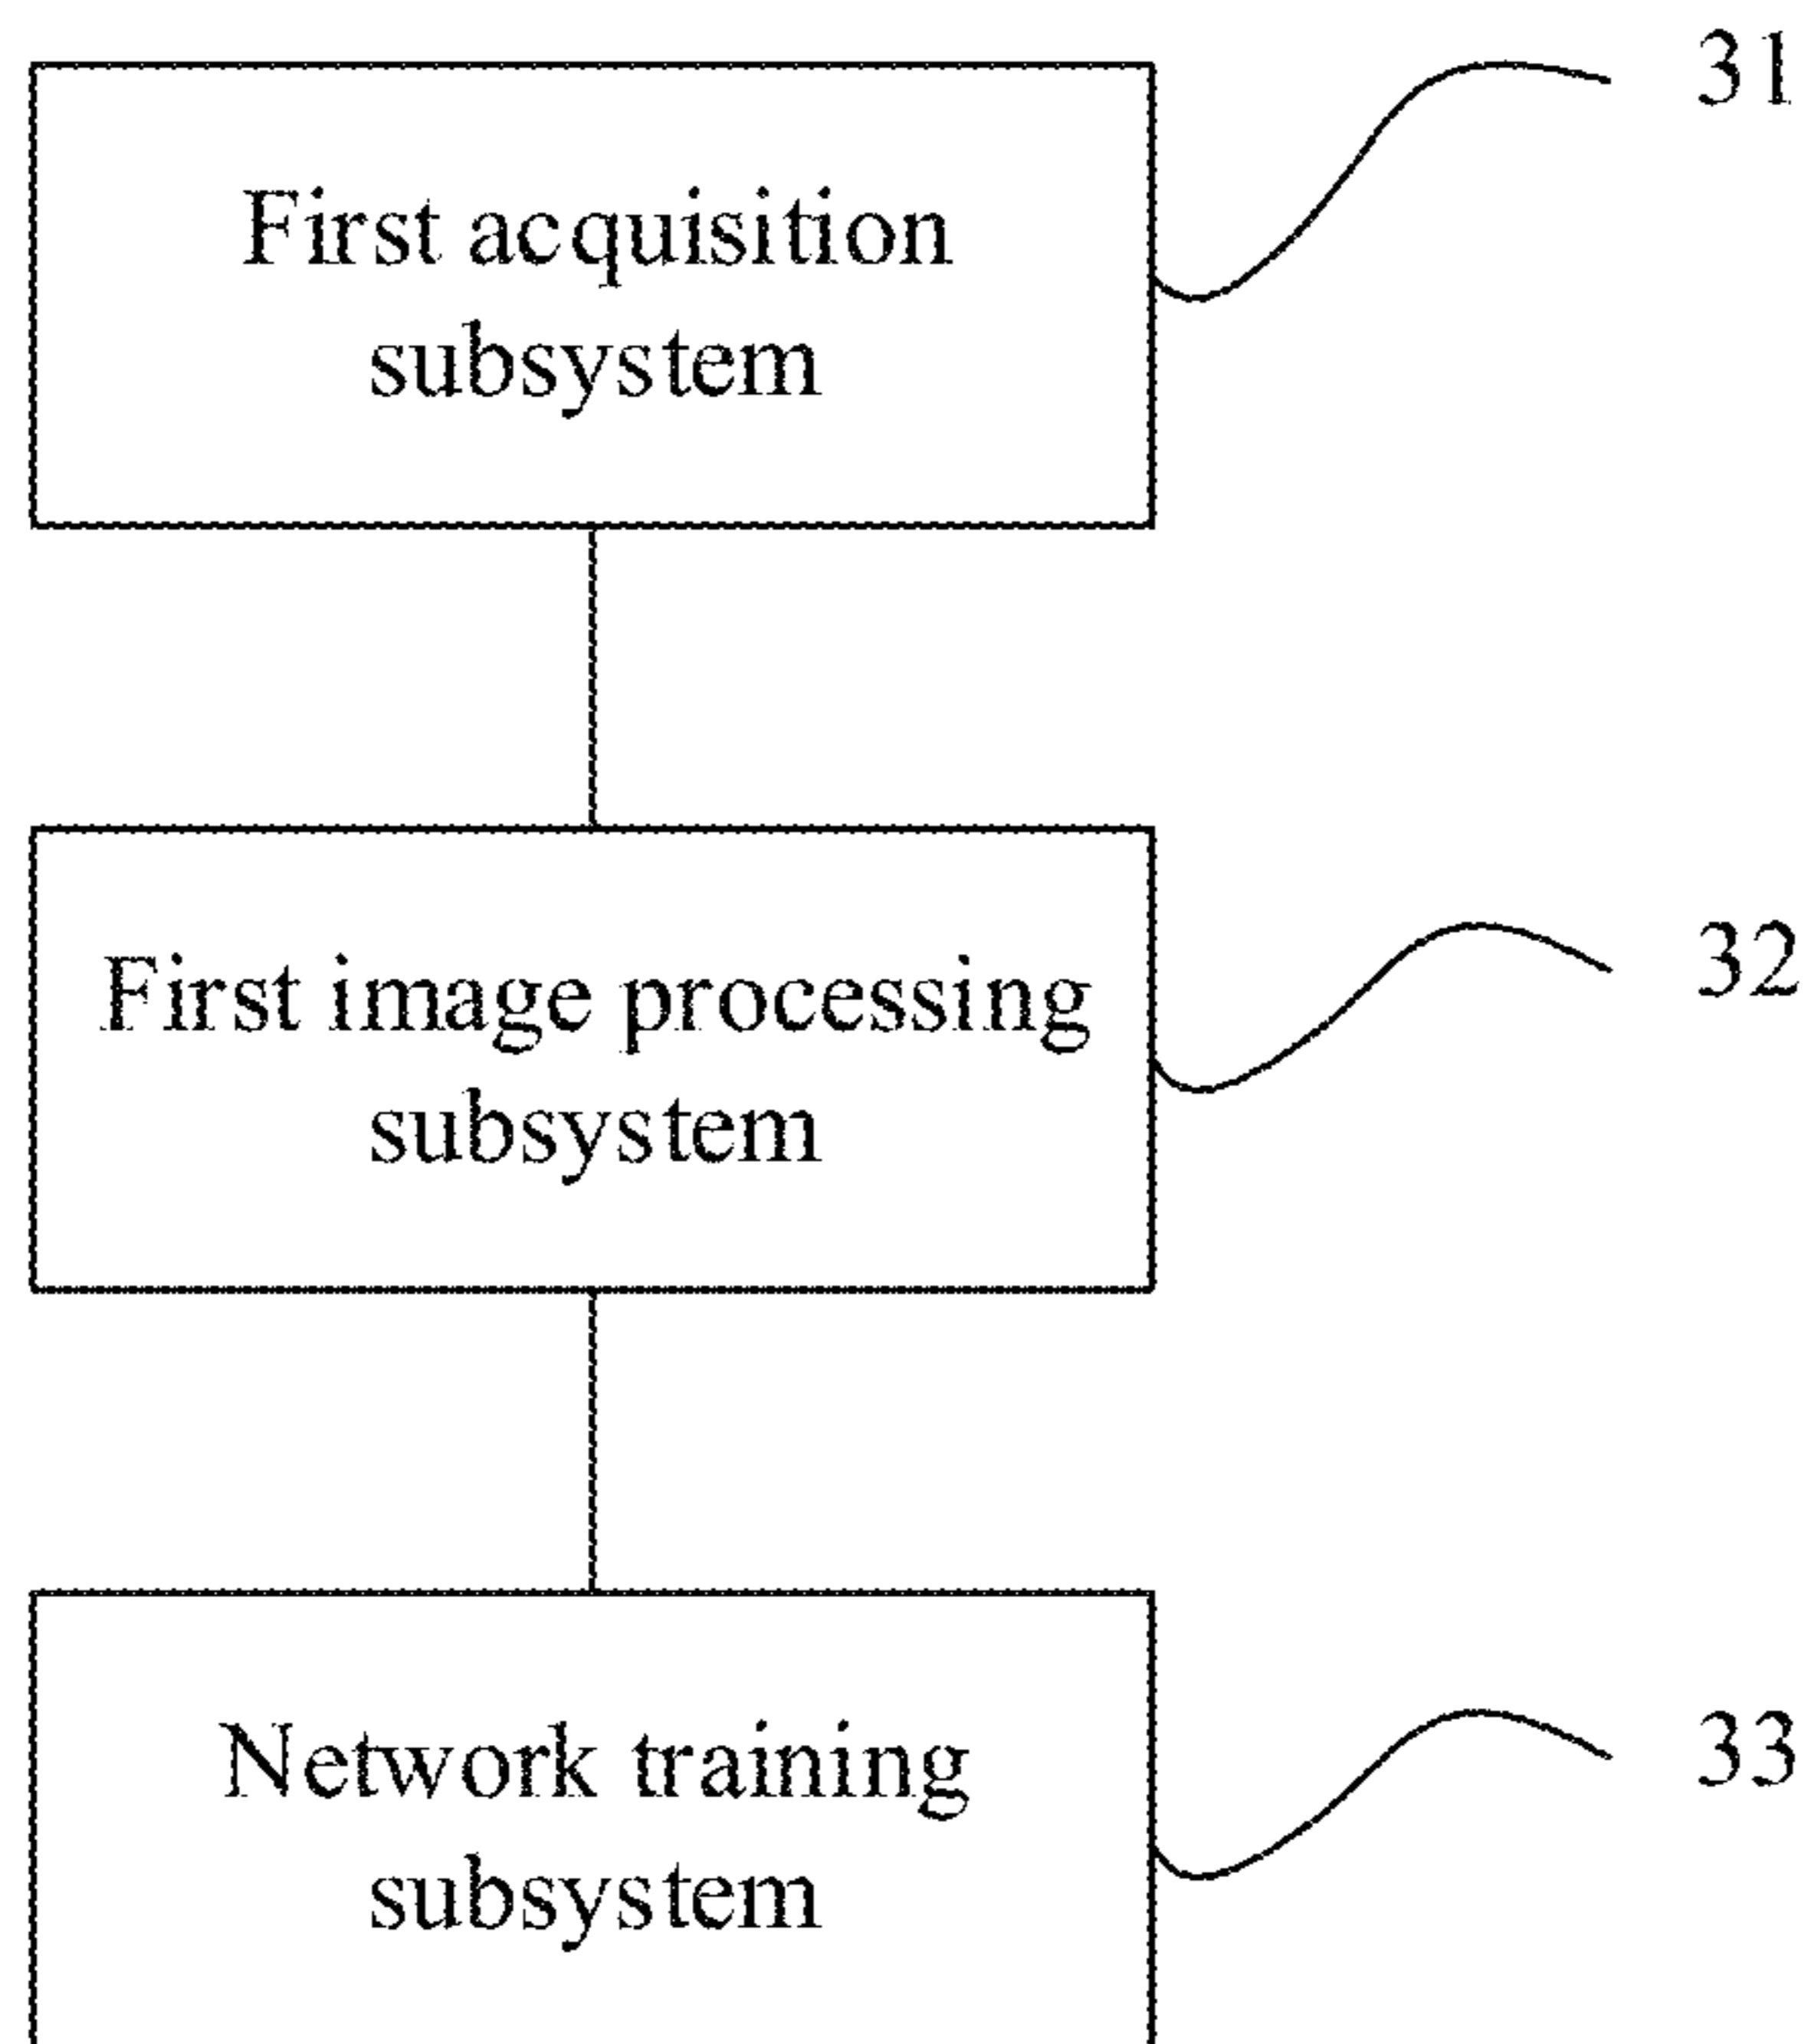 31
First acquisition
subsystem
32
First image processing
subsystem
33
Network training
subsystem